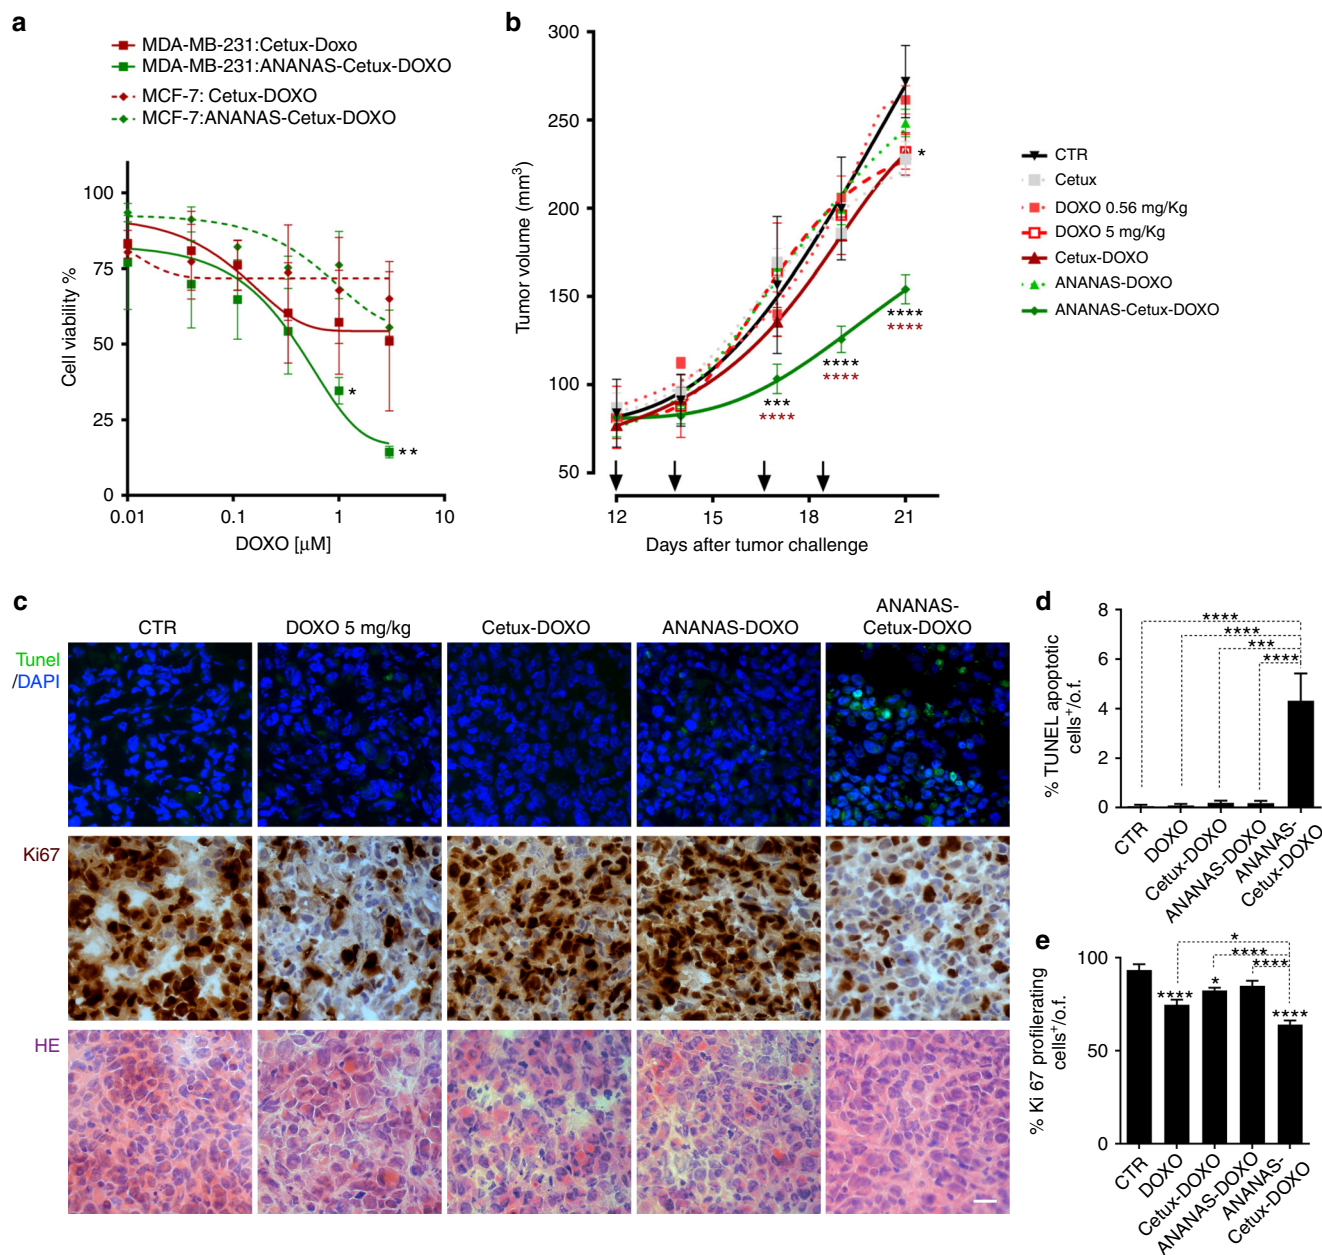 a
MDA-MB-231:Cetux-Doxo
MDA-MB-231:ANANAS-Cetux-DOXO
MCF-7: Cetux-DOXO
MCF-7:ANANAS-Cetux-DOXO
Cell viability %
100
75
50
25
0
*
**
0.01
0.1
1
10
DOXO [μM]
b
Tumor volume (mm³)
300
250
200
150
100
50
*
****
****
****
****
***
****
12
15
18
21
Days after tumor challenge
CTR
Cetux
DOXO 0.56 mg/Kg
DOXO 5 mg/Kg
Cetux-DOXO
ANANAS-DOXO
ANANAS-Cetux-DOXO
c
CTR
DOXO 5 mg/kg
Cetux-DOXO
ANANAS-DOXO
ANANAS-
Cetux-DOXO
Tunel
/DAPI
Ki67
HE
d
% TUNEL apoptotic
cells⁺/o.f.
8
6
4
2
0
****
****
***
****
CTR
DOXO
Cetux-DOXO
ANANAS-DOXO
ANANAS-
Cetux-DOXO
e
% Ki 67 profilerating
cells⁺/o.f.
100
50
0
*
****
****
****
*
****
CTR
DOXO
Cetux-DOXO
ANANAS-DOXO
ANANAS-
Cetux-DOXO